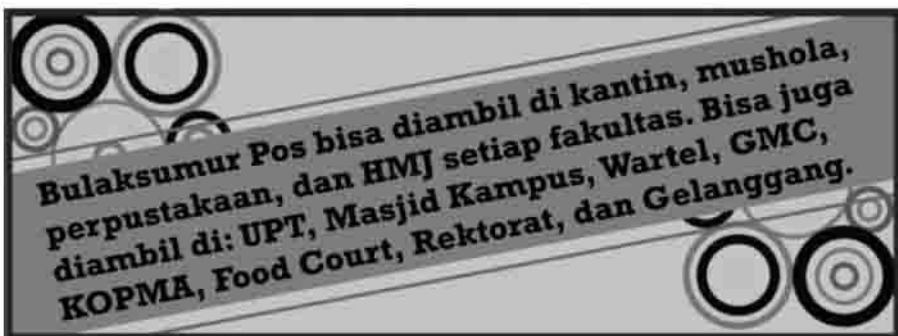 Bulaksumur Pos bisa diambil di kantin, mushola,
perpustakaan, dan HMJ setiap fakultas. Bisa juga
diambil di: UPT, Masjid Kampus, Wartel, GMC,
KOPMA, Food Court, Rektorat, dan Gelanggang.